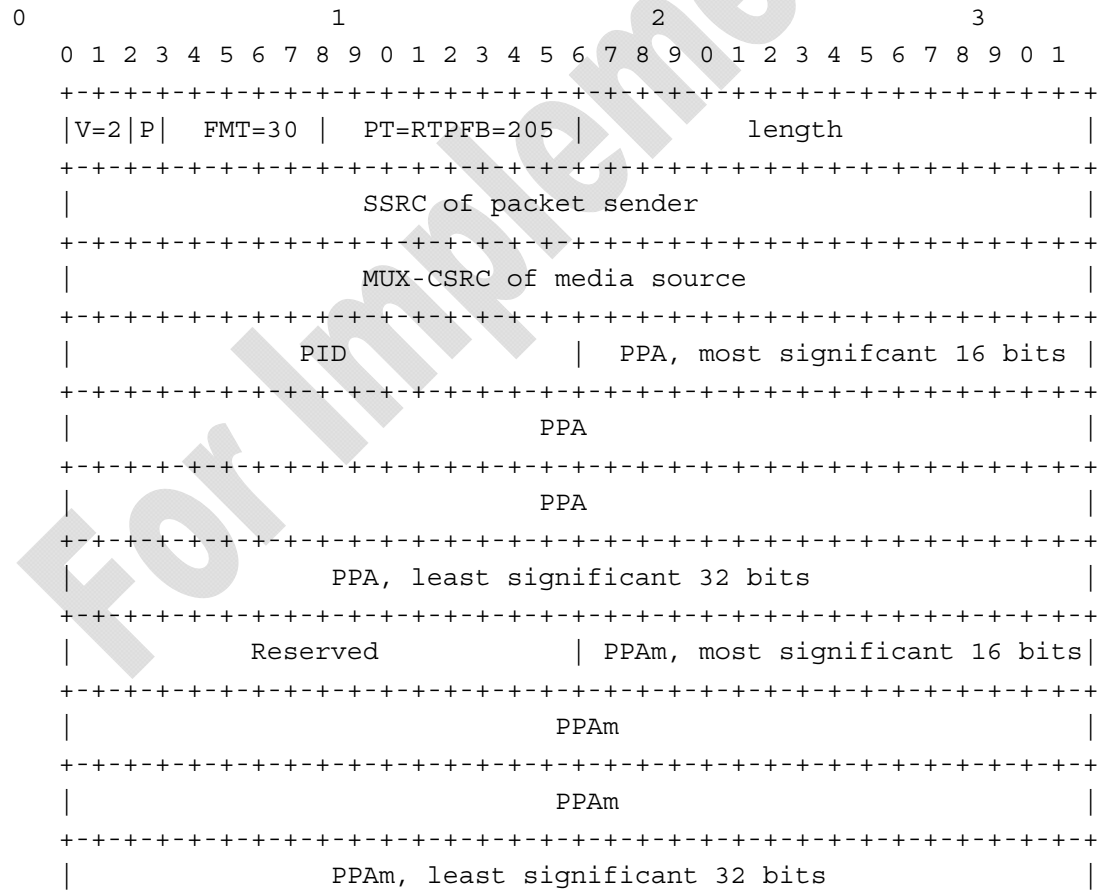 0                   1                   2                   3
   0 1 2 3 4 5 6 7 8 9 0 1 2 3 4 5 6 7 8 9 0 1 2 3 4 5 6 7 8 9 0 1
   +-+-+-+-+-+-+-+-+-+-+-+-+-+-+-+-+-+-+-+-+-+-+-+-+-+-+-+-+-+-+-+-+
   |V=2|P|  FMT=30 |  PT=RTPFB=205 |          length               |
   +-+-+-+-+-+-+-+-+-+-+-+-+-+-+-+-+-+-+-+-+-+-+-+-+-+-+-+-+-+-+-+-+
   |                  SSRC of packet sender                        |
   +-+-+-+-+-+-+-+-+-+-+-+-+-+-+-+-+-+-+-+-+-+-+-+-+-+-+-+-+-+-+-+-+
   |                  MUX-CSRC of media source                     |
   +-+-+-+-+-+-+-+-+-+-+-+-+-+-+-+-+-+-+-+-+-+-+-+-+-+-+-+-+-+-+-+-+
   |              PID              |  PPA, most signifcant 16 bits |
   +-+-+-+-+-+-+-+-+-+-+-+-+-+-+-+-+-+-+-+-+-+-+-+-+-+-+-+-+-+-+-+-+
   |                             PPA                               |
   +-+-+-+-+-+-+-+-+-+-+-+-+-+-+-+-+-+-+-+-+-+-+-+-+-+-+-+-+-+-+-+-+
   |                             PPA                               |
   +-+-+-+-+-+-+-+-+-+-+-+-+-+-+-+-+-+-+-+-+-+-+-+-+-+-+-+-+-+-+-+-+
   |                PPA, least significant 32 bits                 |
   +-+-+-+-+-+-+-+-+-+-+-+-+-+-+-+-+-+-+-+-+-+-+-+-+-+-+-+-+-+-+-+-+
   |           Reserved            | PPAm, most significant 16 bits|
   +-+-+-+-+-+-+-+-+-+-+-+-+-+-+-+-+-+-+-+-+-+-+-+-+-+-+-+-+-+-+-+-+
   |                              PPAm                             |
   +-+-+-+-+-+-+-+-+-+-+-+-+-+-+-+-+-+-+-+-+-+-+-+-+-+-+-+-+-+-+-+-+
   |                              PPAm                             |
   +-+-+-+-+-+-+-+-+-+-+-+-+-+-+-+-+-+-+-+-+-+-+-+-+-+-+-+-+-+-+-+-+
   |                PPAm, least significant 32 bits                |
For Impleme